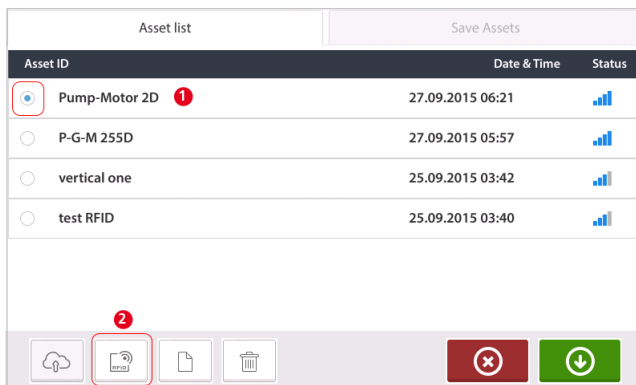 Asset list Save Assets
Asset ID Date & Time Status
Pump-Motor 2D 1 27.09.2015 06:21
P-G-M 255D 27.09.2015 05:57
vertical one 25.09.2015 03:42
test RFID 25.09.2015 03:40
2
RFID